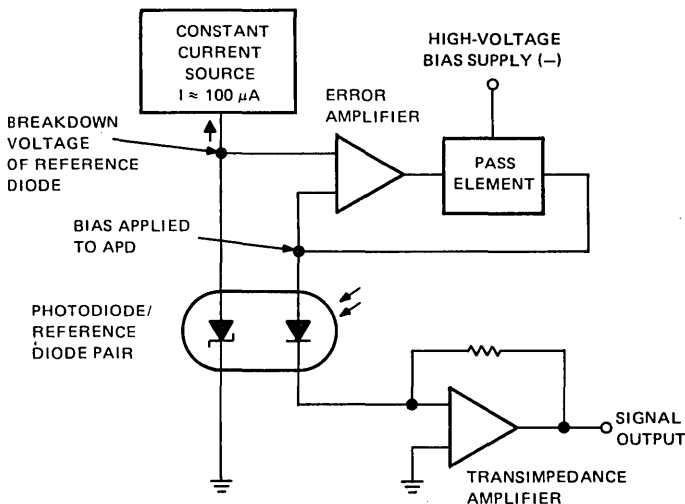 CONSTANT
CURRENT
SOURCE
I ≈ 100 μA
HIGH-VOLTAGE
BIAS SUPPLY (−)
ERROR
AMPLIFIER
BREAKDOWN
VOLTAGE
OF REFERENCE
DIODE
PASS
ELEMENT
BIAS APPLIED
TO APD
PHOTODIODE/
REFERENCE
DIODE PAIR
SIGNAL
OUTPUT
TRANSIMPEDANCE
AMPLIFIER